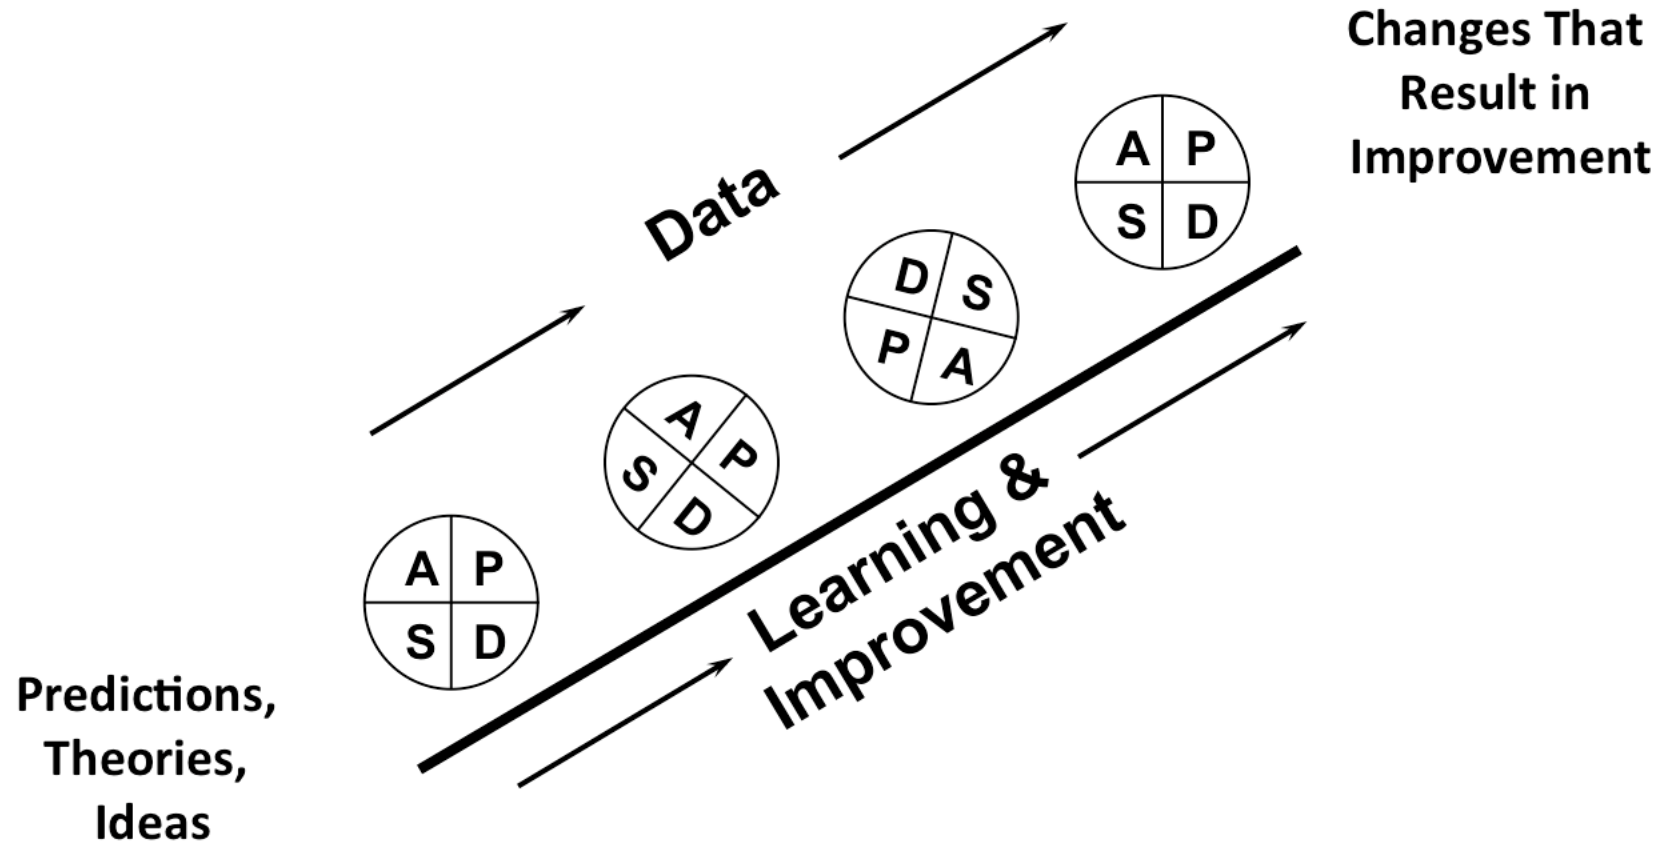 Changes That
Result in
Improvement
Data
A P
S D
D S
P A
A P
S D
A P
S D
Learning &
Improvement
Predictions,
Theories,
Ideas